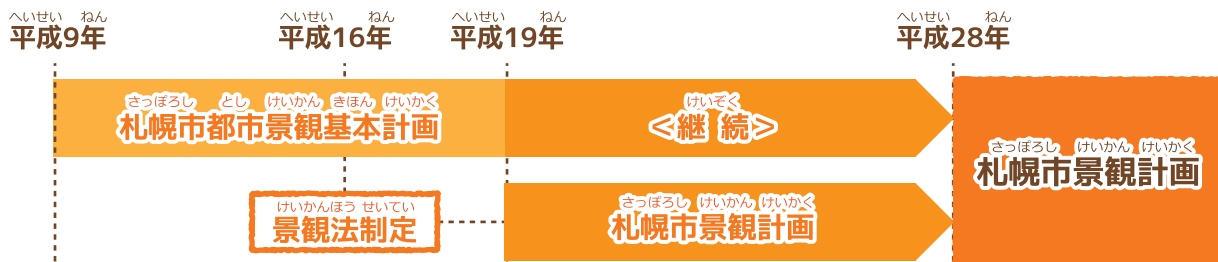 へいせい ねん
平成9年
へいせい ねん
平成16年
へいせい ねん
平成19年
へいせい ねん
平成28年
さっぽろし とし けいかん きほん けいかく
札幌市都市景観基本計画
けいぞく
<継続>
さっぽろし けいかん けいかく
札幌市景観計画
けいかんほう せいてい
景観法制定
さっぽろし けいかん けいかく
札幌市景観計画